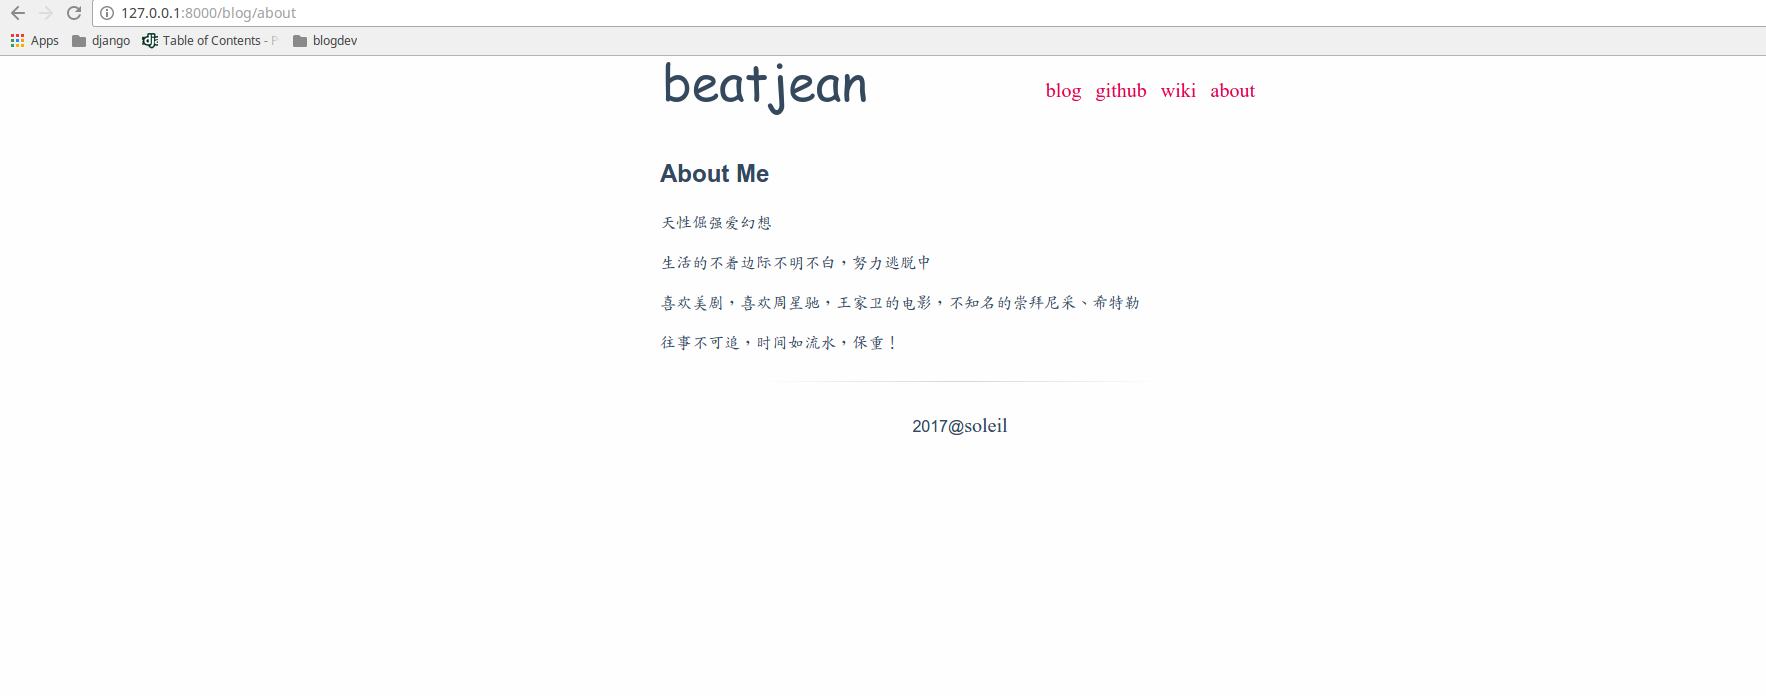 127.0.0.1:8000/blog/about
Apps django Table of Contents - blogdev
beatjean
blog github wiki about
About Me
天性倔强爱幻想
生活的不着边际不明不白，努力逃脱中
喜欢美剧，喜欢周星驰，王家卫的电影，不知名的崇拜尼采、希特勒
往事不可追，时间如流水，保重！
2017@soleil